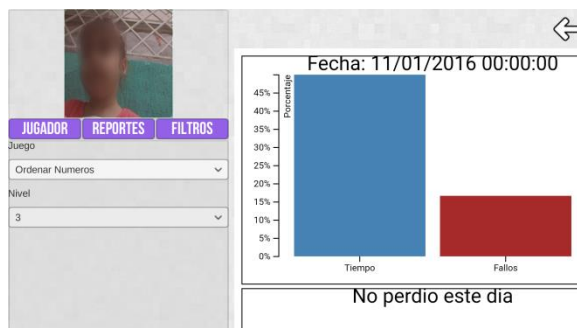 JUGADOR REPORTES FILTROS
Juego
Ordenar Numeros
Nivel
3
Fecha: 11/01/2016 00:00:00
Porcentaje
45%
40%
35%
30%
25%
20%
15%
10%
5%
0%
Tiempo Fallos
No perdio este dia